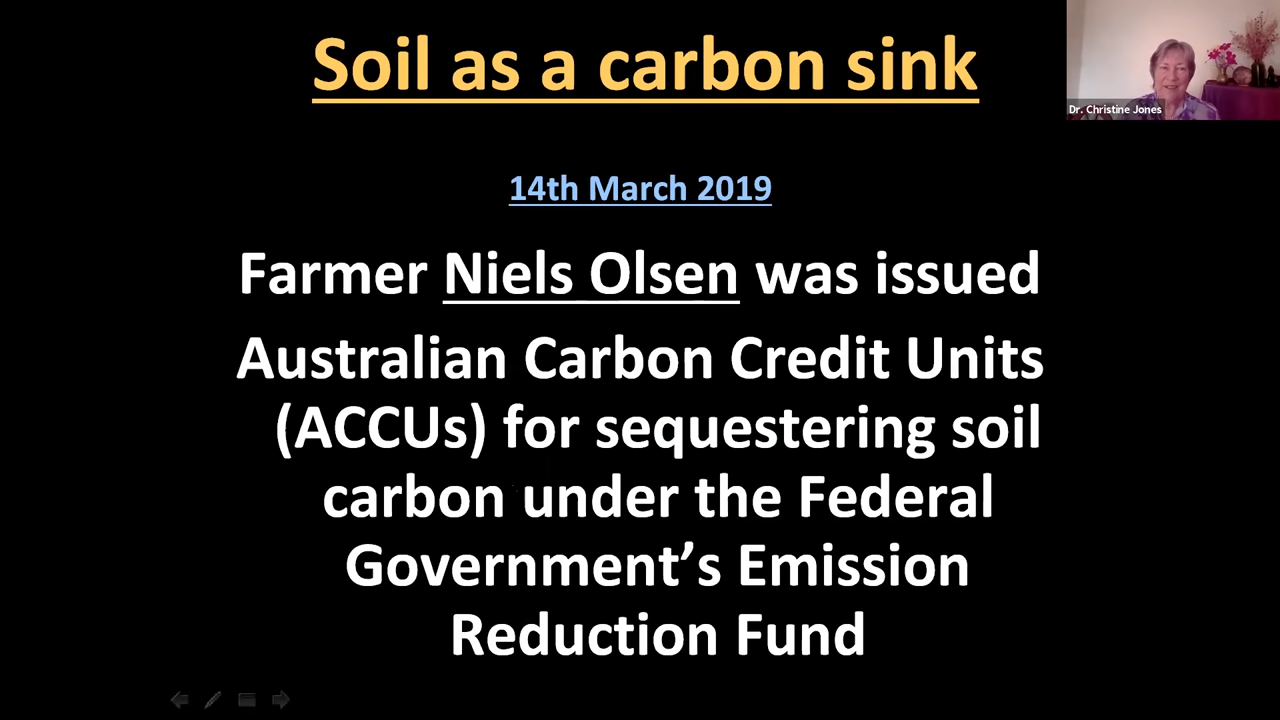 Soil as a carbon sink
Dr. Christine Jones
14th March 2019
Farmer Niels Olsen was issued
Australian Carbon Credit Units
(ACCUs) for sequestering soil
carbon under the Federal
Government’s Emission
Reduction Fund